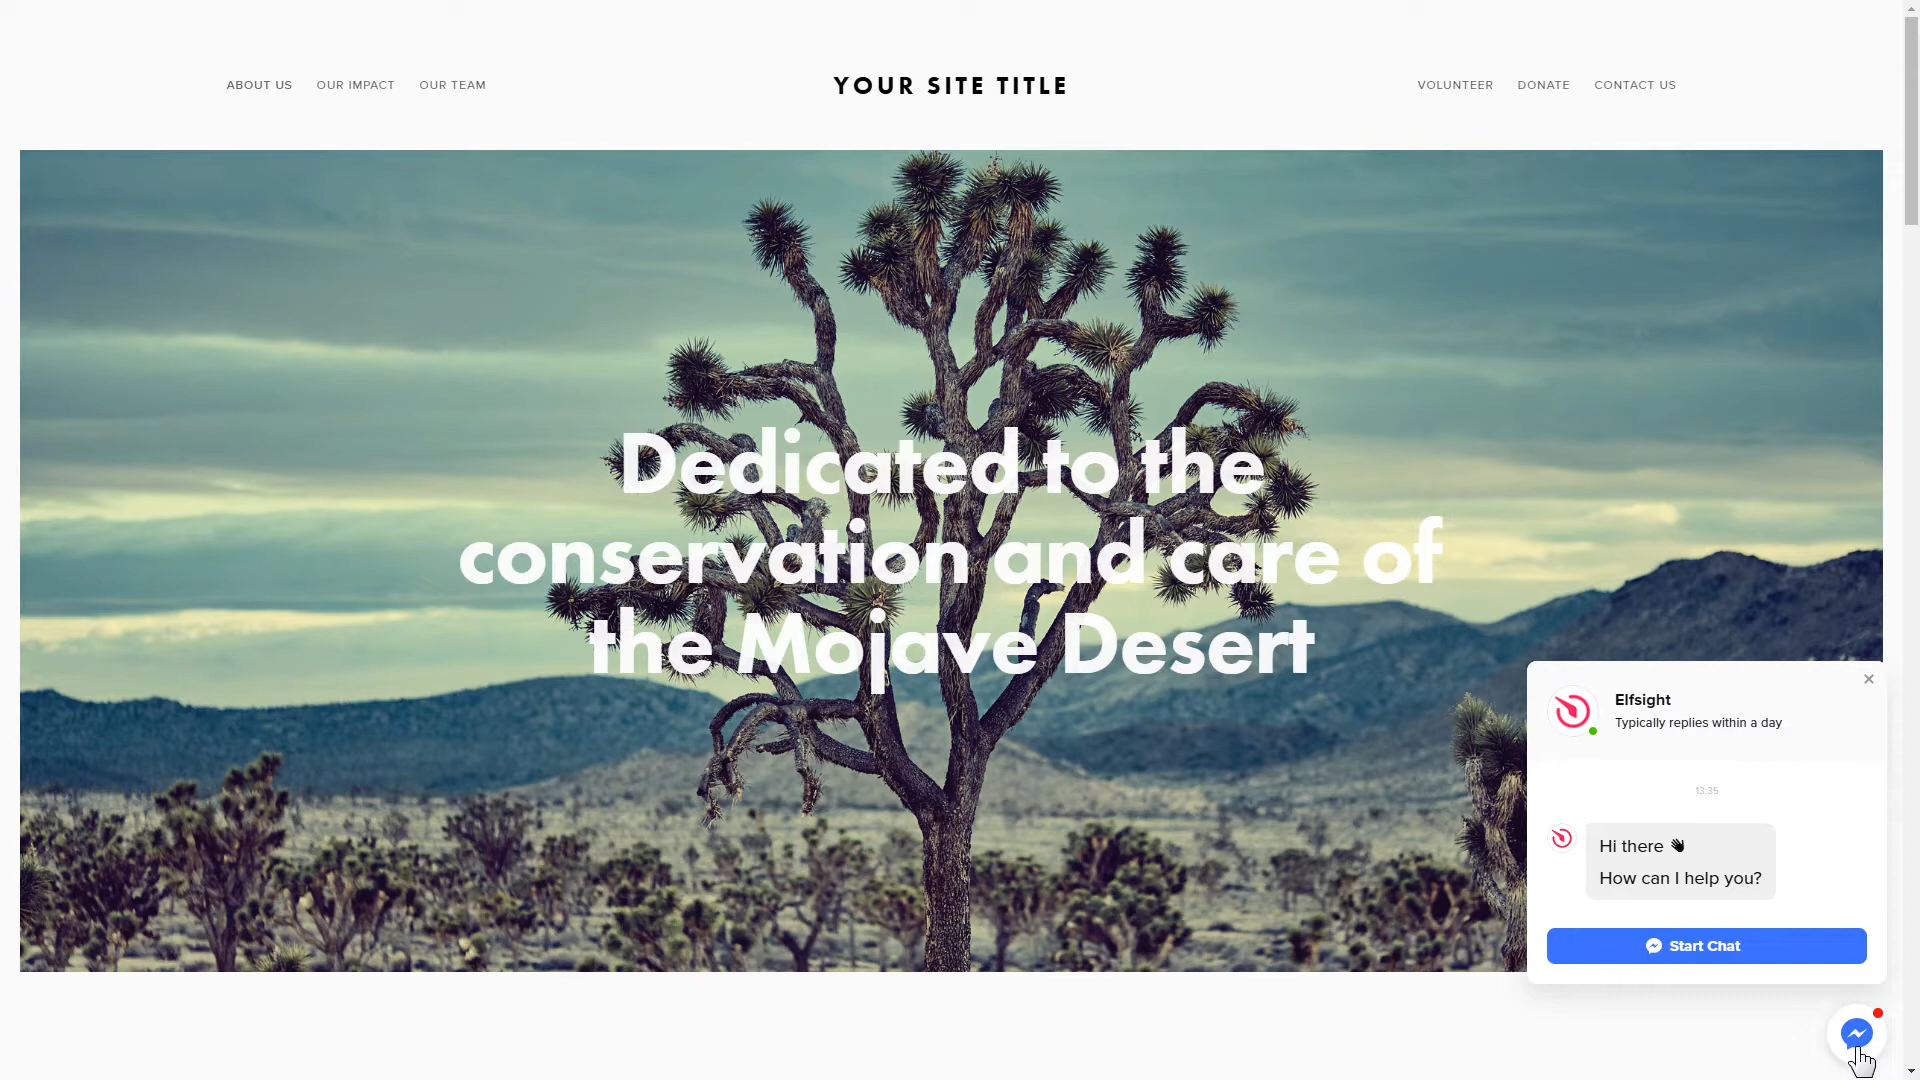 ABOUT US OUR IMPACT OUR TEAM
YOUR SITE TITLE
VOLUNTEER DONATE CONTACT US
Dedicated to the
conservation and care of
the Mojave Desert
Elfsight
Typically replies within a day
13:35
Hi there 👋
How can I help you?
Start Chat